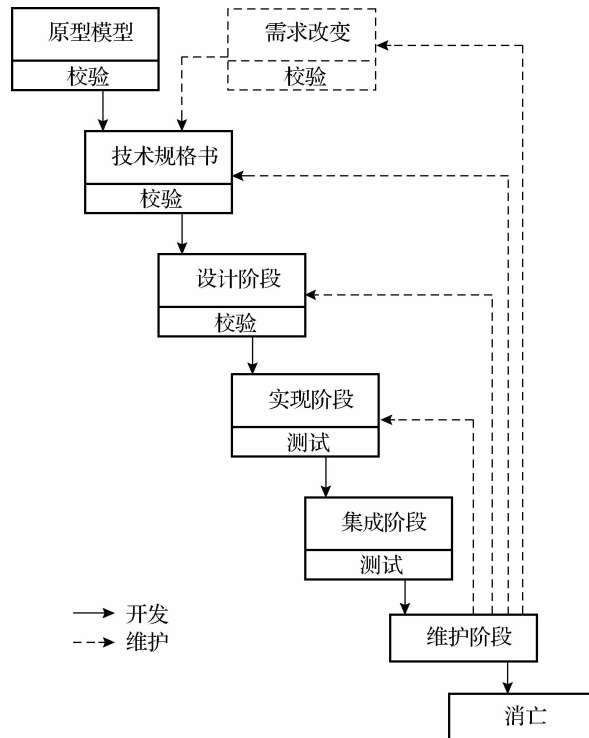 原型模型
校验
需求改变
校验
技术规格书
校验
设计阶段
校验
实现阶段
测试
集成阶段
测试
维护阶段
消亡
开发
维护